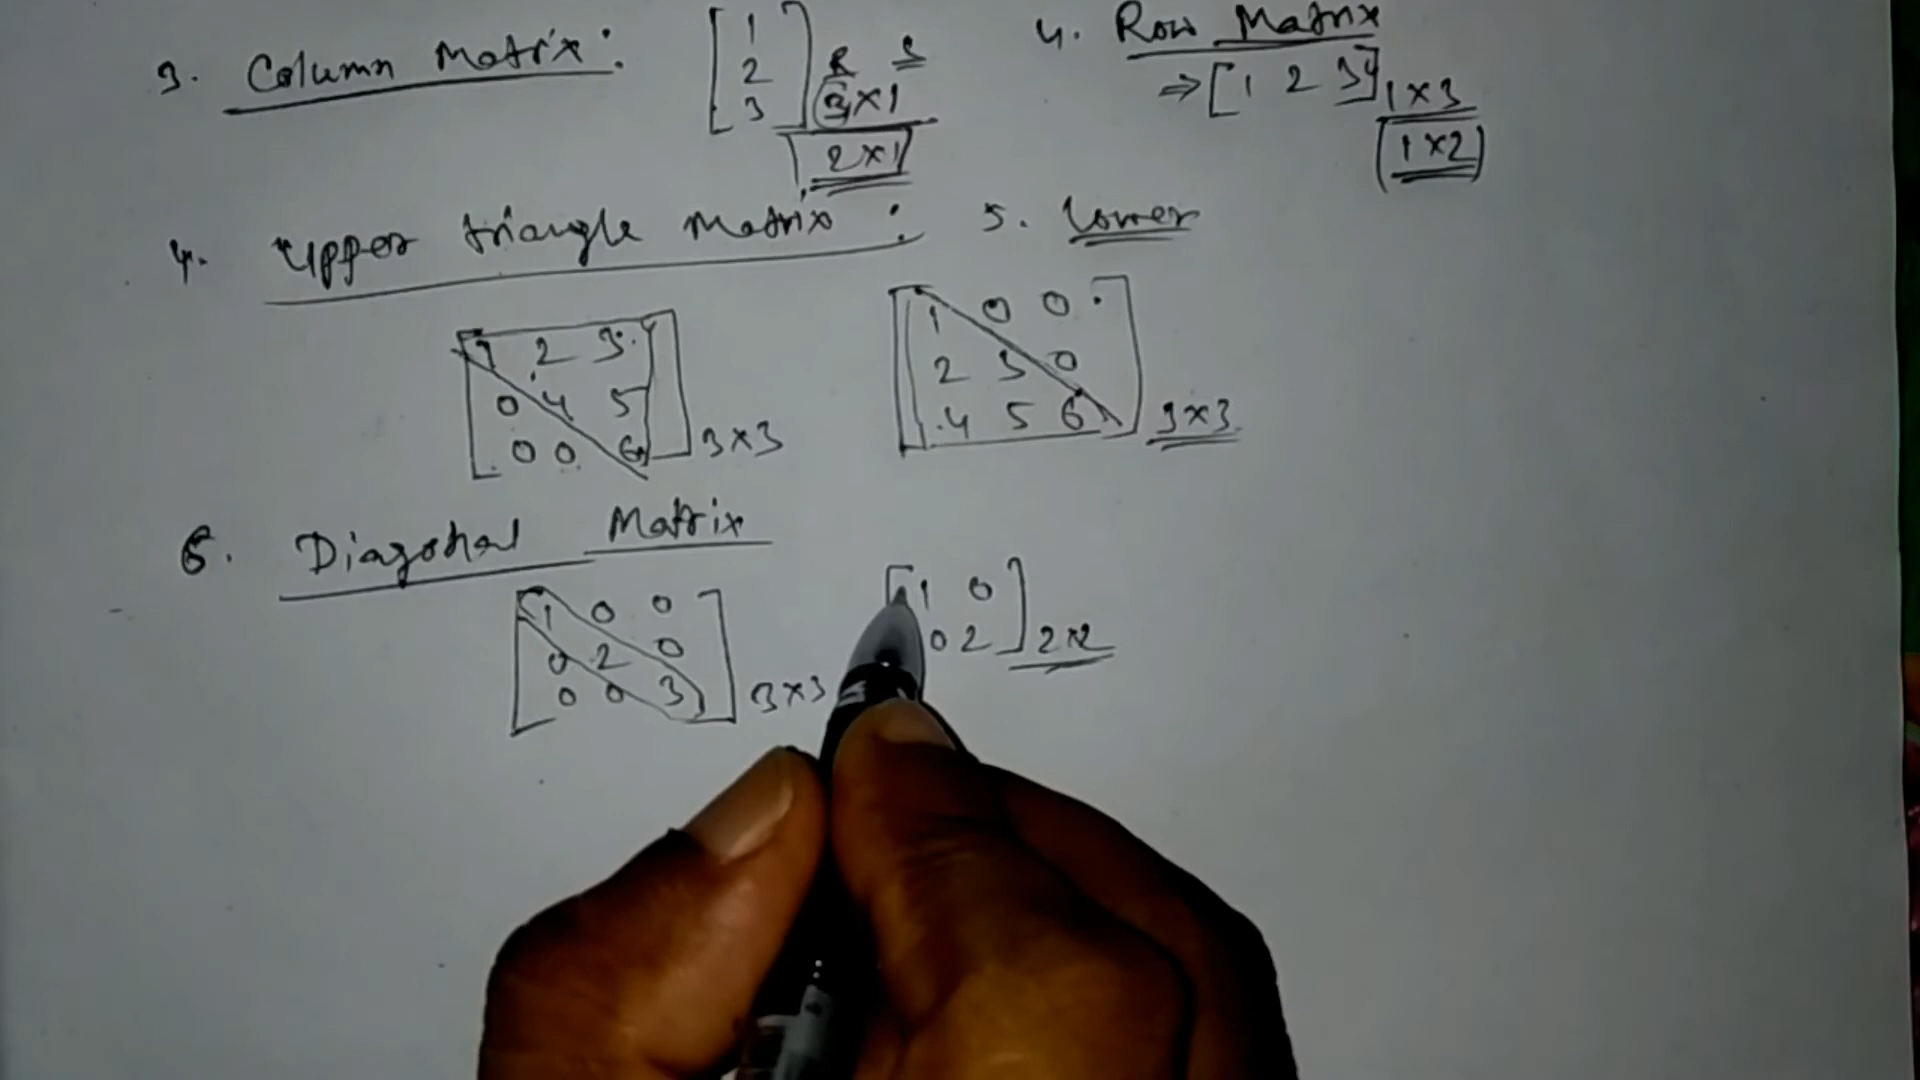 3. Column Matrix:
1
2
3
R
3x1
2x1
4. Row Matrix
⇒ [1 2 3]1x3
1x2
4. Upper triangle Matrix:
5. Lower
1 2 3
0 4 5
0 0 6
3x3
1 0 0
2 3 0
4 5 6
3x3
6. Diagonal Matrix
1 0 0
0 2 0
0 0 3
3x3
1 0
0 2
2x2